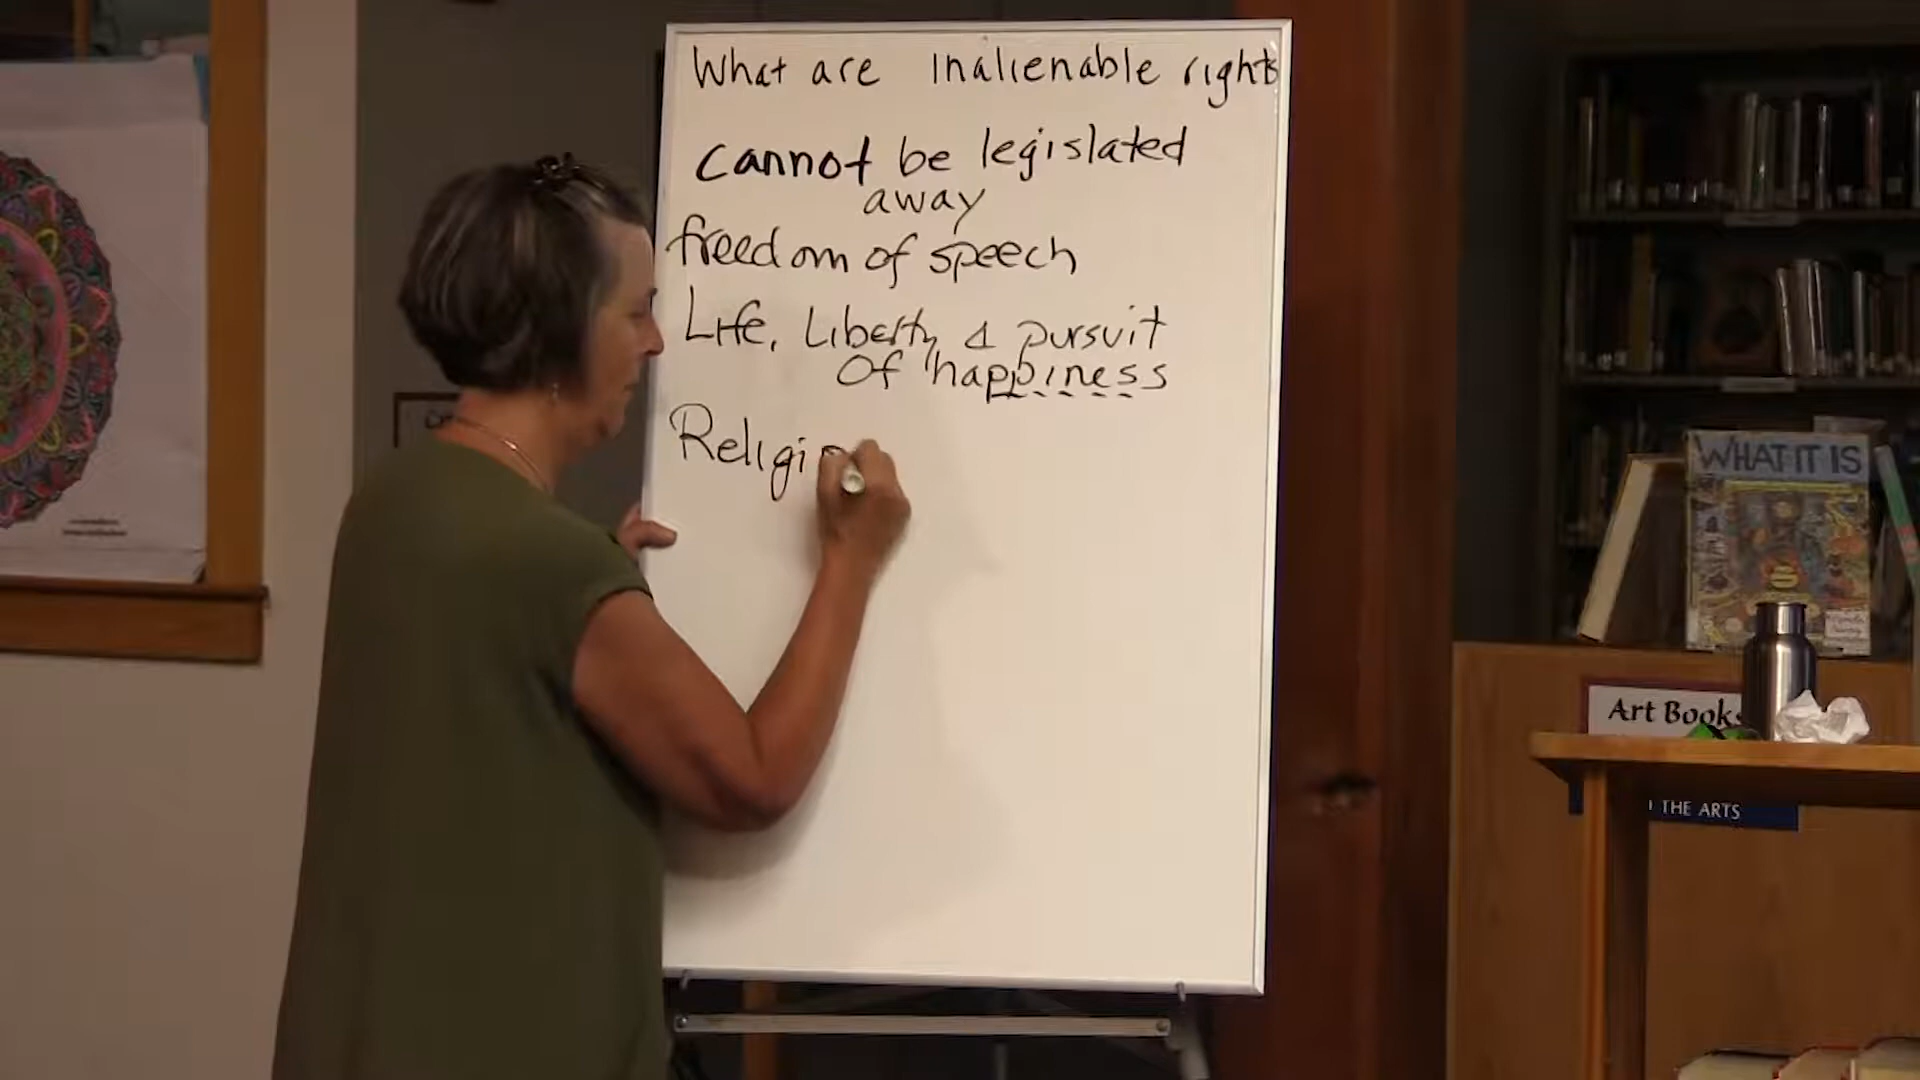 What are Inalienable rights
cannot be legislated
away
freedom of speech
Life, Liberty & pursuit
Of happiness
Religi
WHAT IT IS
Art Books
THE ARTS